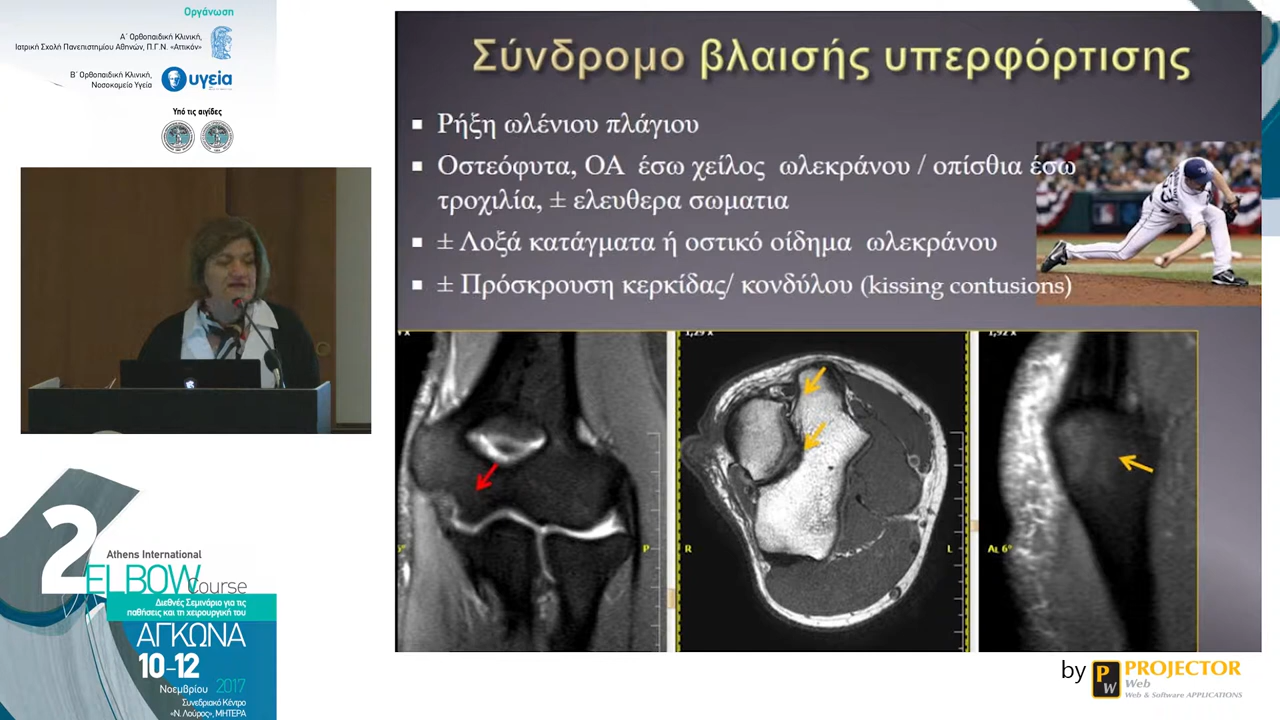 Οργάνωση
Α΄ Ορθοπαιδική Κλινική,
Ιατρική Σχολή Πανεπιστημίου Αθηνών, Π.Γ.Ν. «Αττικόν»
Β΄ Ορθοπαιδική Κλινική,
Νοσοκομείο Υγεία
υγεία
Υπό τις αιγίδες
Σύνδρομο βλαισής υπερφόρτισης
Ρήξη ωλένιου πλάγιου
Οστεόφυτα, ΟΑ έσω χείλος ωλεκράνου / οπίσθια έσω
τροχιλία, ± ελευθερα σωματια
± Λοξά κατάγματα ή οστικό οίδημα ωλεκράνου
± Πρόσκρουση κερκίδας/ κονδύλου (kissing contusions)
P
R
L
AL 6°
2
Athens International
ELBOW Course
Διεθνές Σεμινάριο για τις
παθήσεις και τη χειρουργική του
ΑΓΚΩΝΑ
10-12
Νοεμβρίου 2017
Συνεδριακό Κέντρο
«Ν. Λούρος», ΜΗΤΕΡΑ
by PW PROJECTOR
Web
Web & Software APPLICATIONS